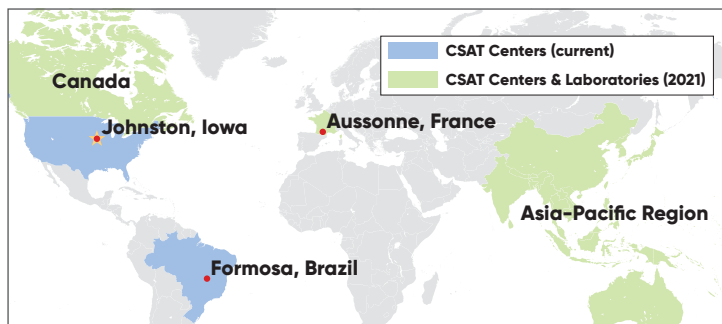 CSAT Centers (current)
CSAT Centers & Laboratories (2021)
Canada
Johnston, Iowa
Aussonne, France
Asia-Pacific Region
Formosa, Brazil